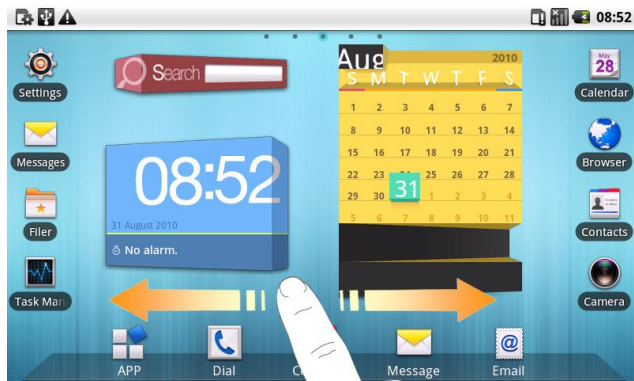 08:52
Settings
Messages
Filer
Task Man
Search
08:52
31 August 2010
No alarm.
Aug 2010
S M T W T F S
1 2 3 4 5 6 7
8 9 10 11 12 13 14
15 16 17 18 19 20 21
22 23 25 26 27 28
29 30 31 1 2 3 4
5 6 7 8 9 10 11
May
28
Calendar
Browser
Contacts
Camera
APP
Dial
Message
@
Email